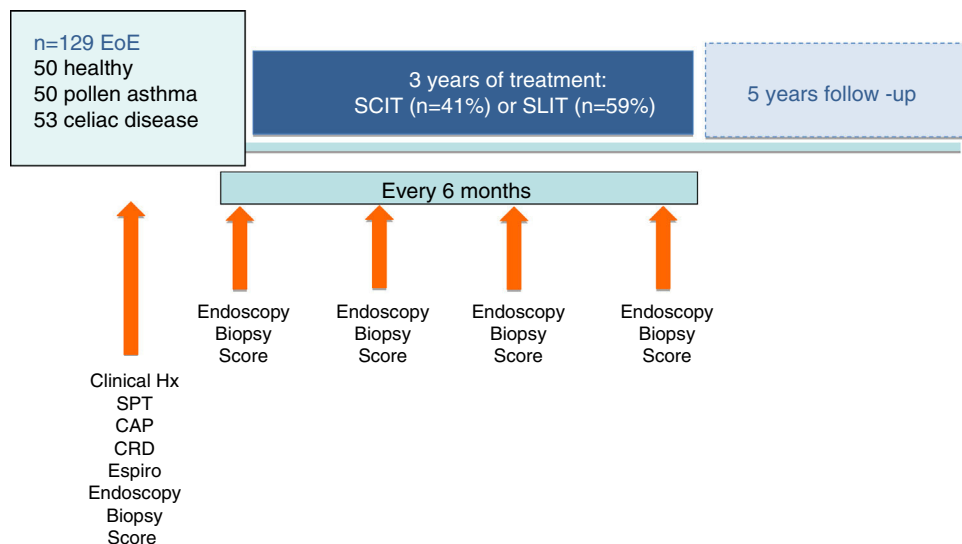 n=129 EoE
50 healthy
50 pollen asthma
53 celiac disease
3 years of treatment:
SCIT (n=41%) or SLIT (n=59%)
5 years follow -up
Every 6 months
Endoscopy
Biopsy
Score
Endoscopy
Biopsy
Score
Endoscopy
Biopsy
Score
Endoscopy
Biopsy
Score
Clinical Hx
SPT
CAP
CRD
Espiro
Endoscopy
Biopsy
Score